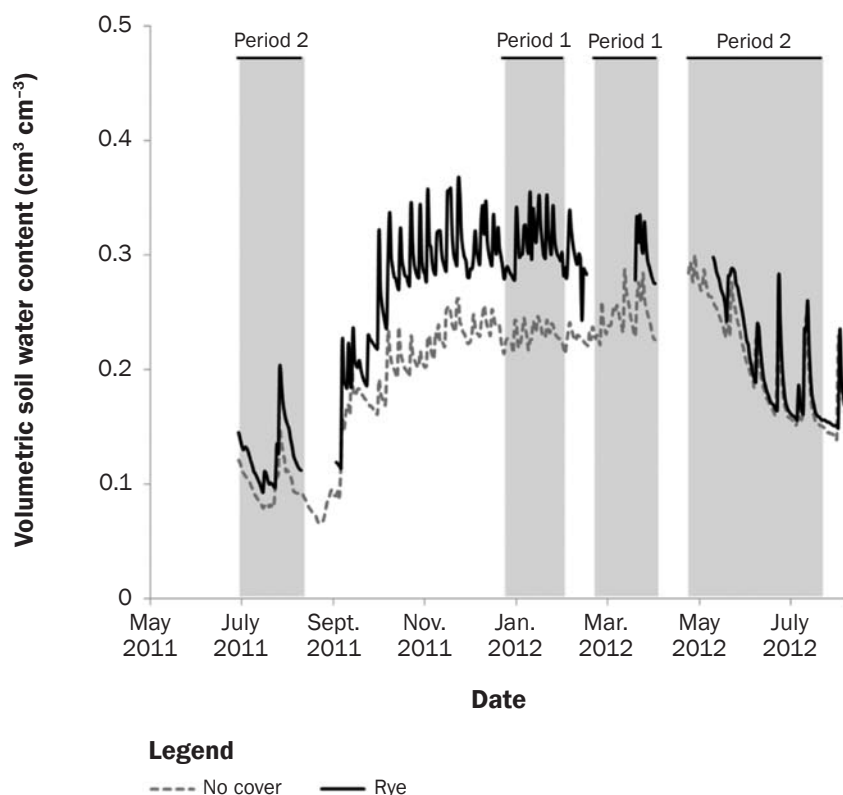 0.5
Period 2
Period 1
Period 1
Period 2
Volumetric soil water content (cm³ cm⁻³)
0.4
0.3
0.2
0.1
0
May
2011
July
2011
Sept.
2011
Nov.
2011
Jan.
2012
Mar.
2012
May
2012
July
2012
Date
Legend
No cover
Rye